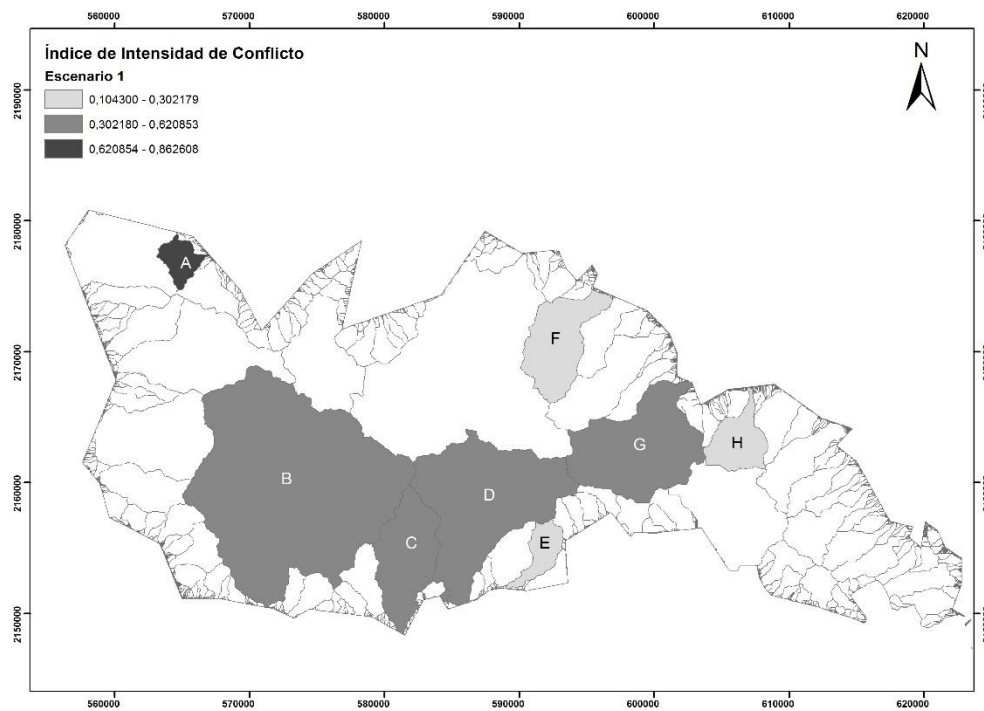 560000 570000 580000 590000 600000 610000 620000
Índice de Intensidad de Conflicto
Escenario 1
0,104300 - 0,302179
0,302180 - 0,620853
0,620854 - 0,862608
N
2190000
2180000
A
F
2170000
G
H
B
D
2160000
C
E
2150000
560000 570000 580000 590000 600000 610000 620000